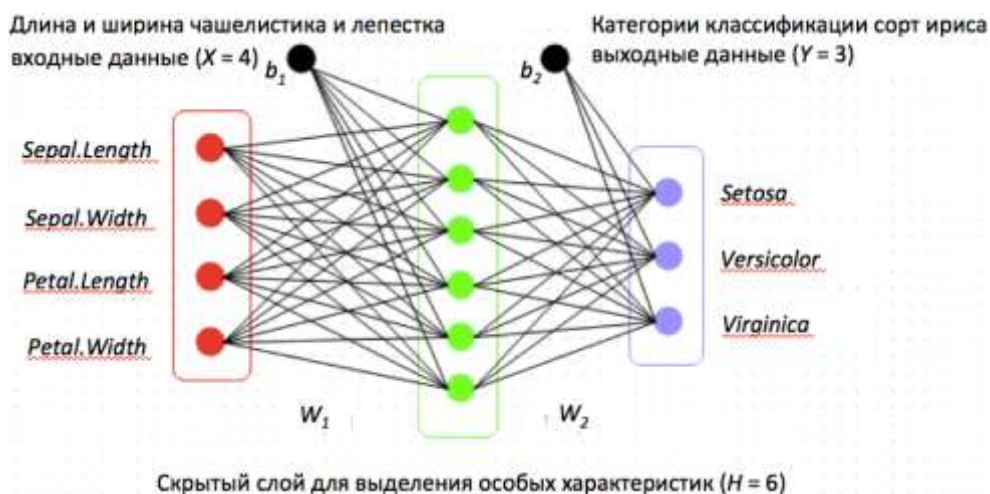 Длина и ширина чашелистика и лепестка
входные данные (X = 4)
b1
b2
Категории классификации сорт ириса
выходные данные (Y = 3)
Sepal.Length
Sepal.Width
Petal.Length
Petal.Width
Setosa
Versicolor
Virginica
W1
W2
Скрытый слой для выделения особых характеристик (H = 6)